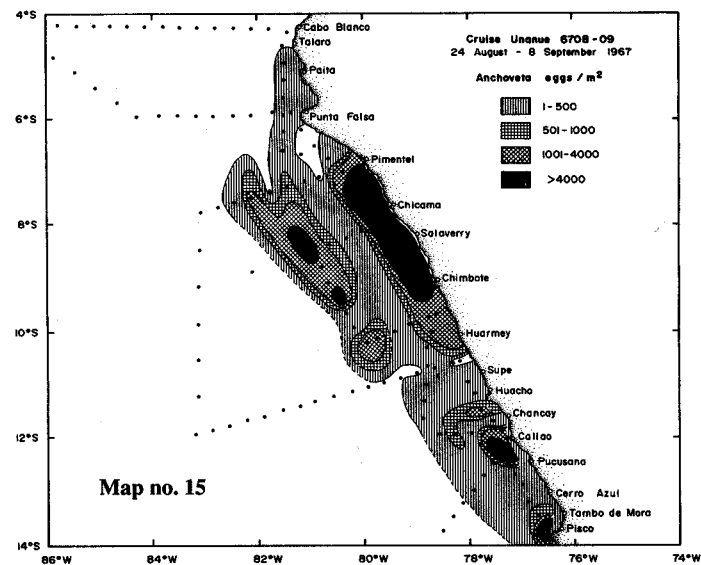 4°S
Cabo Blanco
Talara
Cruise Unanue 6708-09
24 August - 8 September 1967
Paita
Anchoveta eggs/m²
1-500
6°S
Punta Falsa
501-1000
1001-4000
Pimentel
>4000
Chicama
8°S
Salaverry
Chimbote
10°S
Huarmey
Supe
Huacho
Chancay
12°S
Callao
Pucusana
Map no. 15
Cerro Azul
Tambo de Mora
Pisco
14°S
86°W
84°W
82°W
80°W
78°W
76°W
74°W